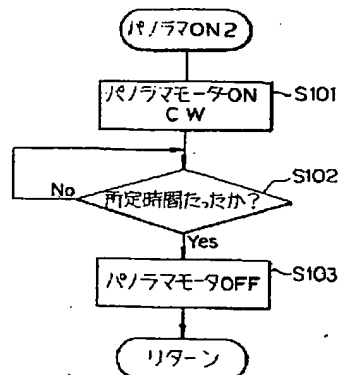 パノラマON2
パノラマモーターON
CW
S101
所定時間たったか?
S102
No
Yes
パノラマモータOFF
S103
リターン